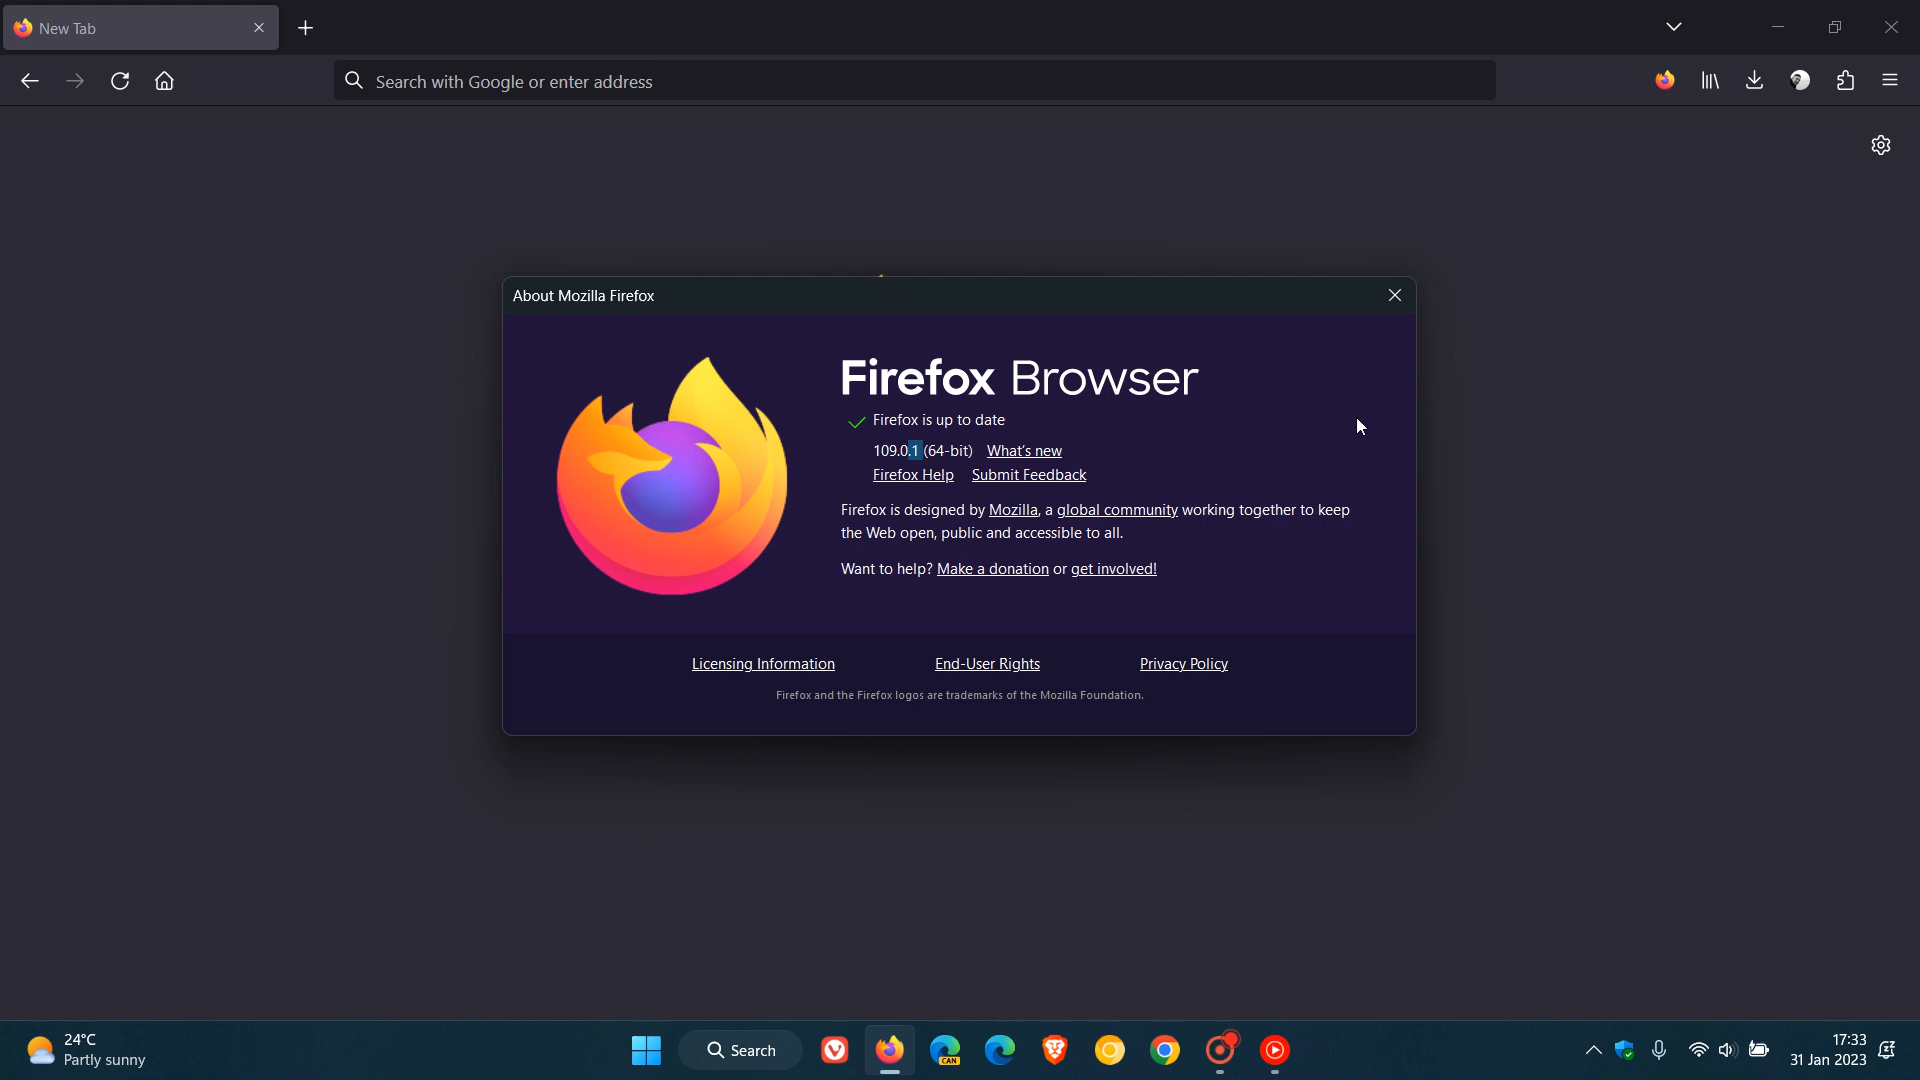 New Tab
Search with Google or enter address
About Mozilla Firefox
Firefox Browser
Firefox is up to date
109.0.1 (64-bit) What's new
Firefox Help Submit Feedback
Firefox is designed by Mozilla, a global community working together to keep
the Web open, public and accessible to all.
Want to help? Make a donation or get involved!
Licensing Information End-User Rights Privacy Policy
Firefox and the Firefox logos are trademarks of the Mozilla Foundation.
24°C
Partly sunny
Search
CAN
17:33
31 Jan 2023